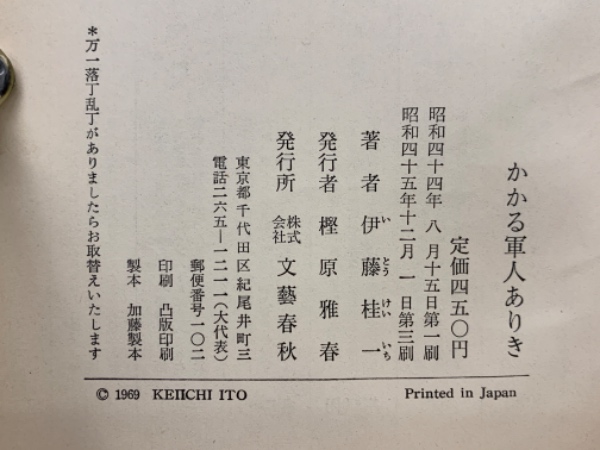 かかる軍人ありき
定価四五〇円
昭和四十四年 八 月十五日第一刷
昭和四十五年十二月 一 日第三刷
著者 伊藤桂一
いとうけいいち
発行者 樫原雅春
発行所 株式会社 文藝春秋
東京都千代田区紀尾井町三
電話二六五―一二一一(大代表)
郵便番号一〇二
印刷 凸版印刷
製本 加藤製本
*万一落丁乱丁がありましたらお取替えいたします
© 1969 KEIICHI ITO
Printed in Japan